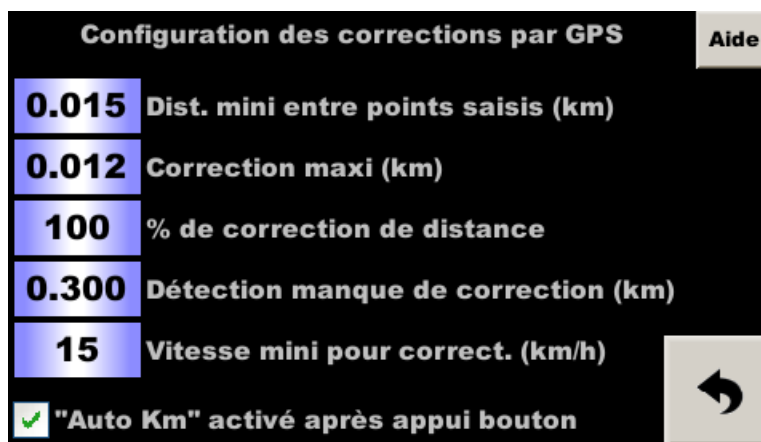 Configuration des corrections par GPS
Aide
0.015 Dist. mini entre points saisis (km)
0.012 Correction maxi (km)
100 % de correction de distance
0.300 Détection manque de correction (km)
15 Vitesse mini pour correct. (km/h)
"Auto Km" activé après appui bouton